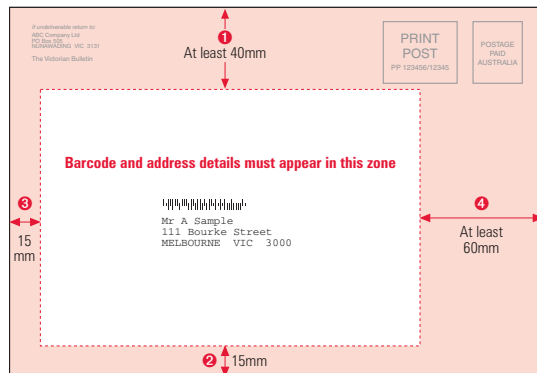 If undeliverable return to:
ABC Company Ltd
PO Box 500
NUNAWADING VIC 3131
The Victorian Bulletin
1
At least 40mm
PRINT
POST
PP 123456/12345
POSTAGE
PAID
AUSTRALIA
Barcode and address details must appear in this zone
3
15
mm
Mr A Sample
111 Bourke Street
MELBOURNE VIC 3000
4
At least
60mm
2 15mm